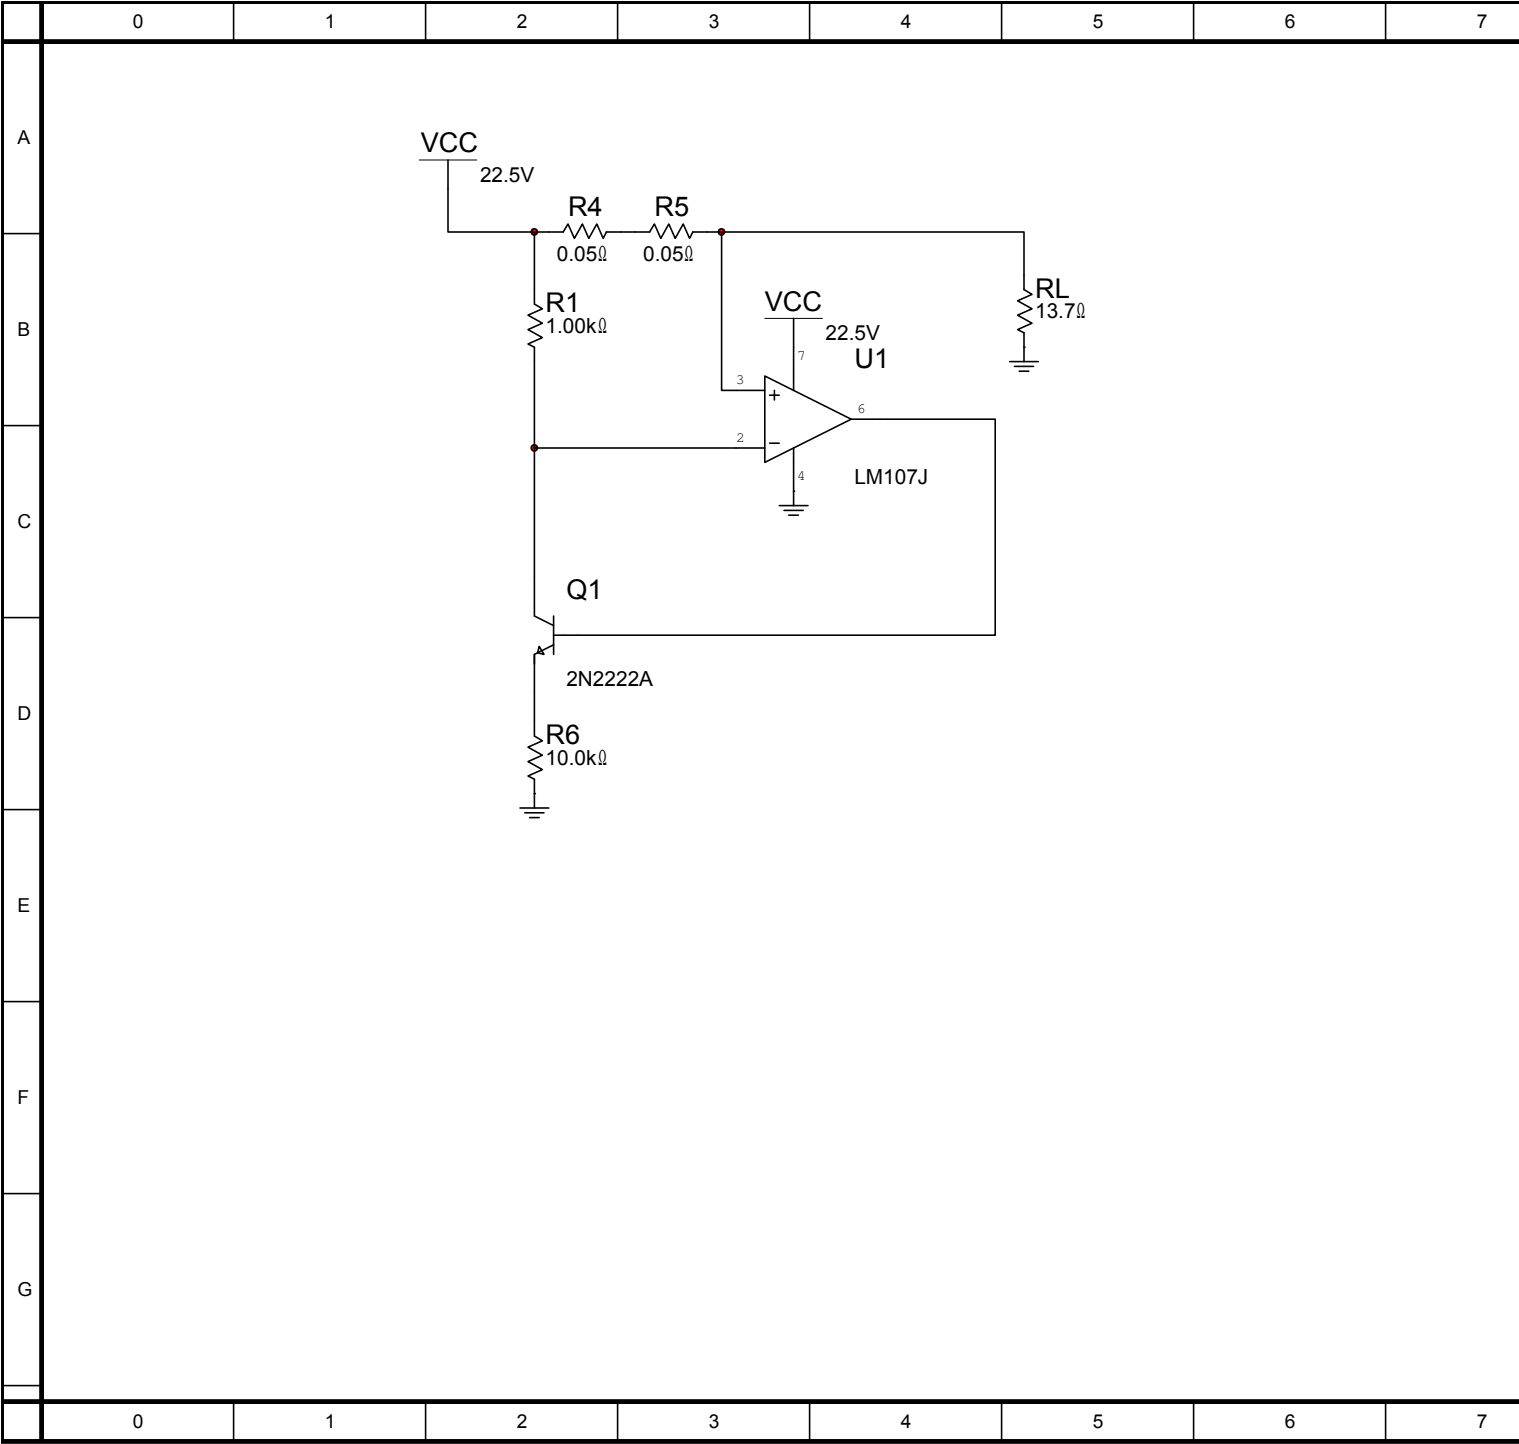 0 1 2 3 4 5 6 7
A
VCC
22.5V
R4 R5
0.05Ω 0.05Ω
B
R1
1.00kΩ
VCC
22.5V
RL
13.7Ω
7
U1
3
+
6
2
−
4
LM107J
C
Q1
2N2222A
D
R6
10.0kΩ
E
F
G
0 1 2 3 4 5 6 7